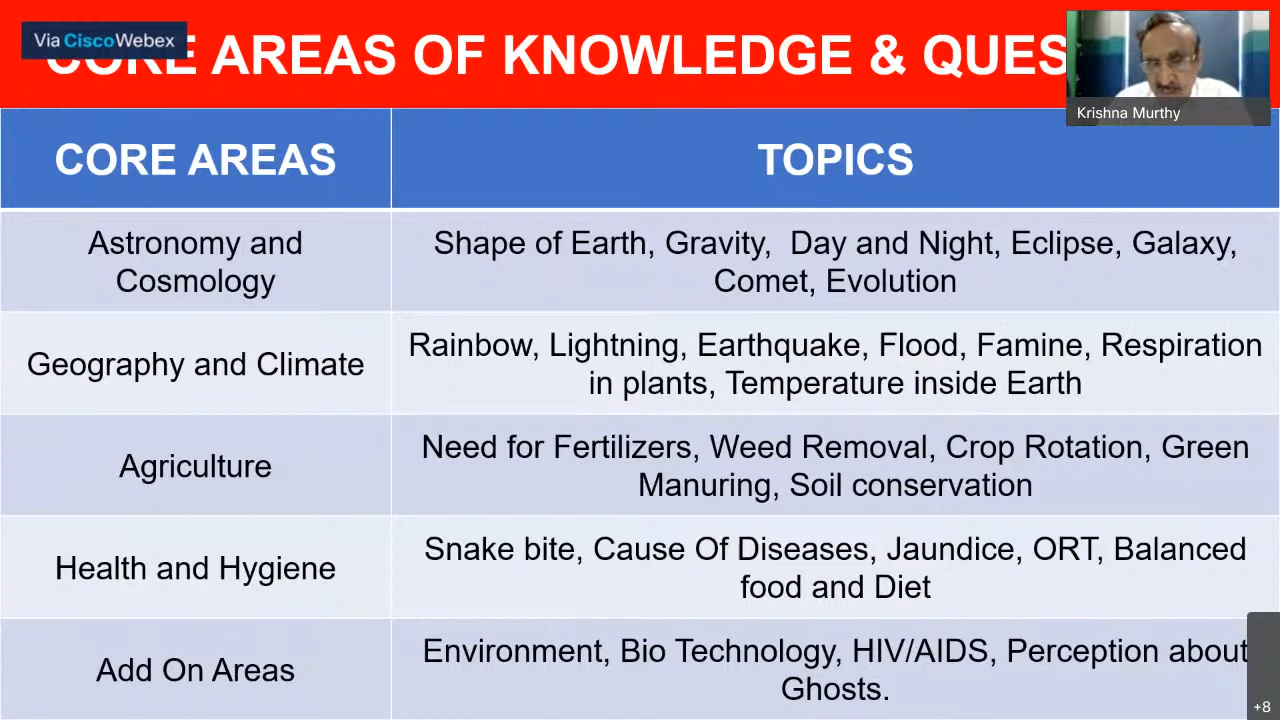 Via Cisco Webex
CORE AREAS OF KNOWLEDGE & QUES
Krishna Murthy
CORE AREAS
TOPICS
Astronomy and
Cosmology
Shape of Earth, Gravity,  Day and Night, Eclipse, Galaxy,
Comet, Evolution
Geography and Climate
Rainbow, Lightning, Earthquake, Flood, Famine, Respiration
in plants, Temperature inside Earth
Agriculture
Need for Fertilizers, Weed Removal, Crop Rotation, Green
Manuring, Soil conservation
Health and Hygiene
Snake bite, Cause Of Diseases, Jaundice, ORT, Balanced
food and Diet
Add On Areas
Environment, Bio Technology, HIV/AIDS, Perception about
Ghosts.
+8